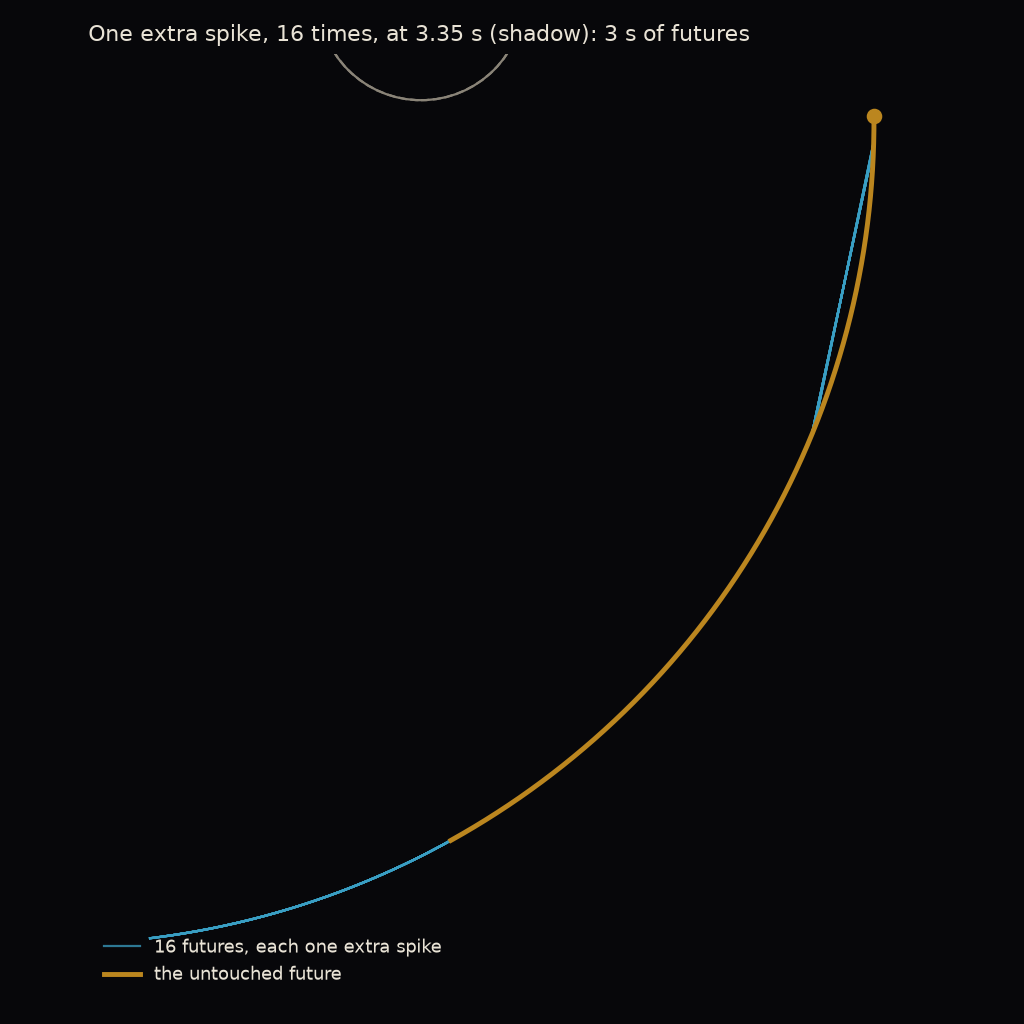 One extra spike, 16 times, at 3.35 s (shadow): 3 s of futures
16 futures, each one extra spike
the untouched future